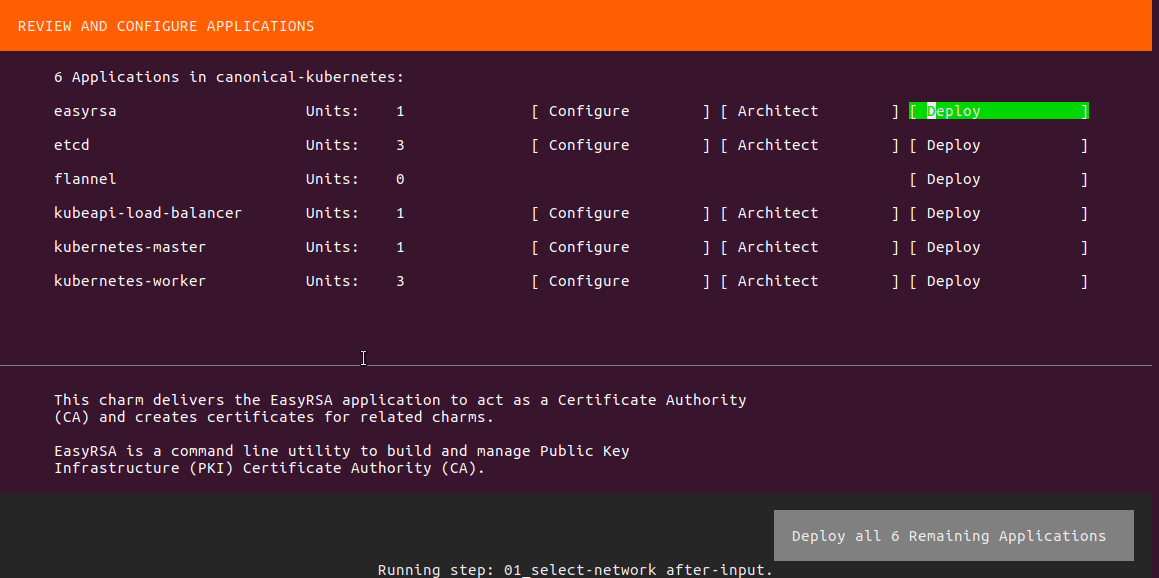 REVIEW AND CONFIGURE APPLICATIONS
6 Applications in canonical-kubernetes:
easyrsa Units: 1 [ Configure ] [ Architect ] [ Deploy ]
etcd Units: 3 [ Configure ] [ Architect ] [ Deploy ]
flannel Units: 0 [ Deploy ]
kubeapi-load-balancer Units: 1 [ Configure ] [ Architect ] [ Deploy ]
kubernetes-master Units: 1 [ Configure ] [ Architect ] [ Deploy ]
kubernetes-worker Units: 3 [ Configure ] [ Architect ] [ Deploy ]
This charm delivers the EasyRSA application to act as a Certificate Authority
(CA) and creates certificates for related charms.
EasyRSA is a command line utility to build and manage Public Key
Infrastructure (PKI) Certificate Authority (CA).
Deploy all 6 Remaining Applications
Running step: 01_select-network after-input.